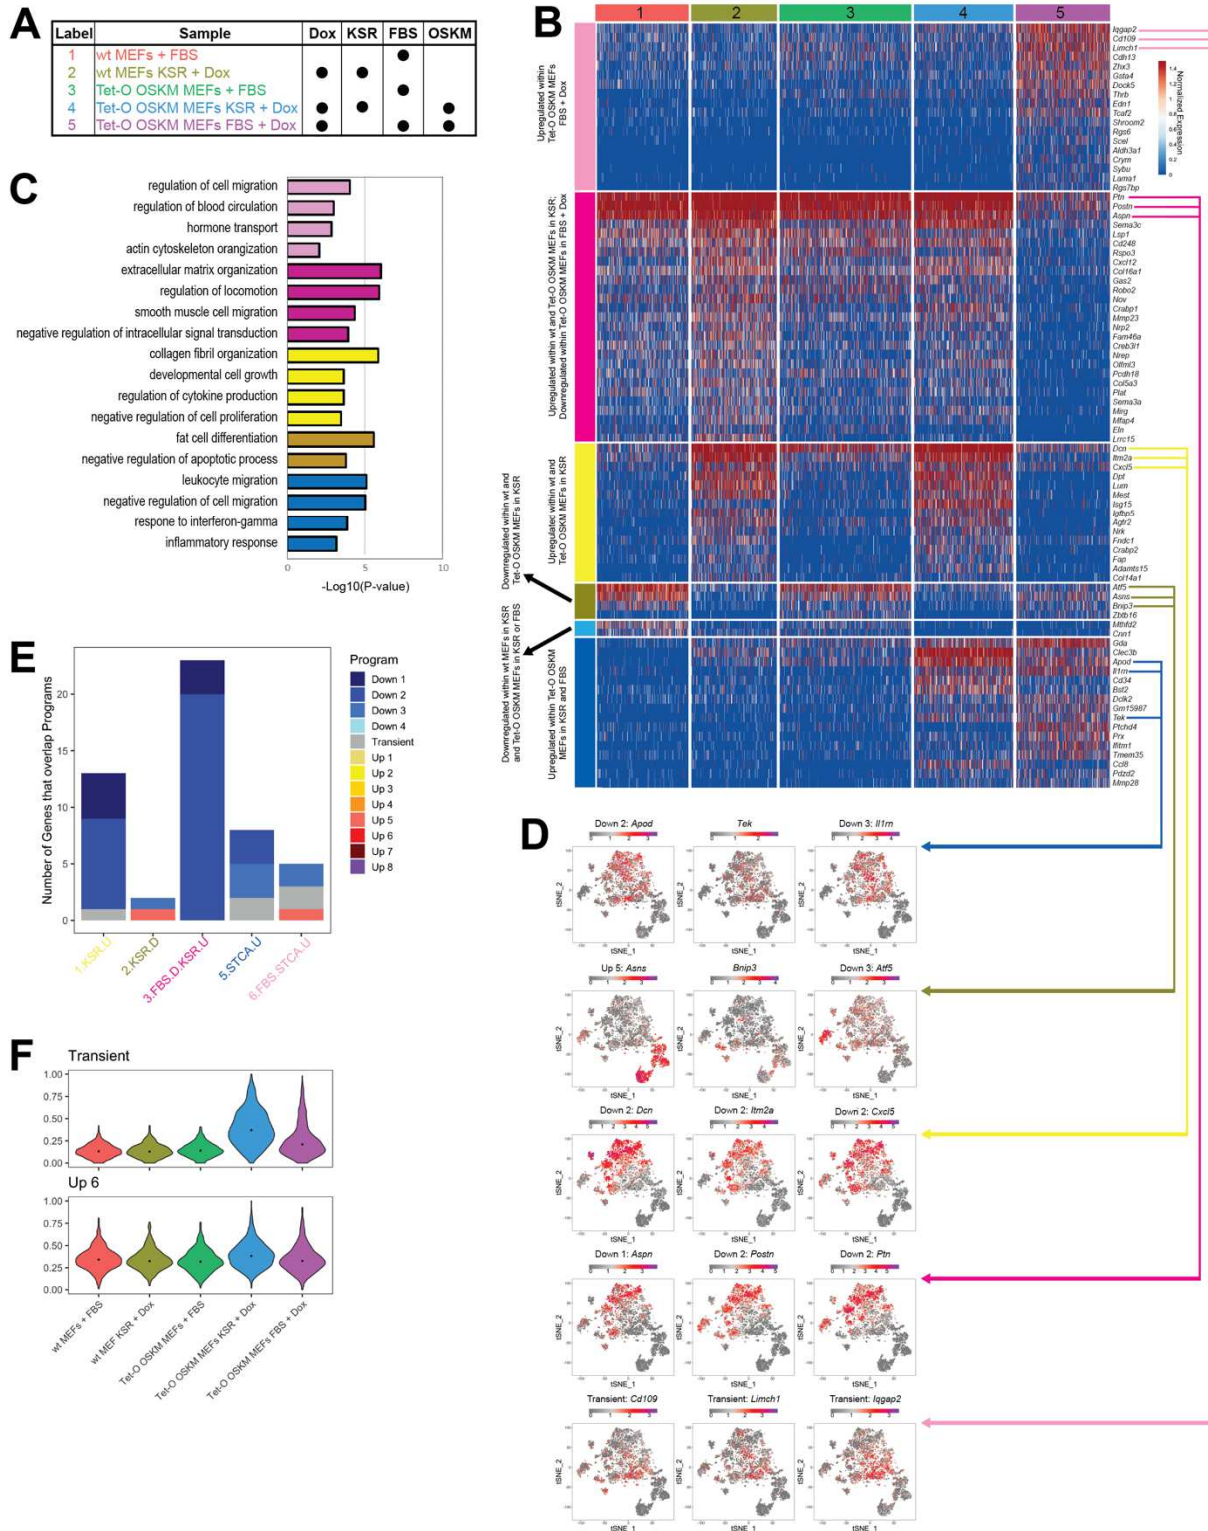 A
Label Sample Dox KSR FBS OSKM
1 wt MEFs + FBS
2 wt MEFs KSR + Dox
3 Tet-O OSKM MEFs + FBS
4 Tet-O OSKM MEFs KSR + Dox
5 Tet-O OSKM MEFs FBS + Dox
B
1 2 3 4 5
Upregulated within
Tet-O OSKM MEFs
FBS + Dox
Iqgap2
Cd109
Limch1
Cdh13
Zhx3
Gsta4
Dock5
Thrb
Edn1
Tcaf2
Shroom2
Rgs6
Scel
Aldh3a1
Crym
Sybu
Lama1
Rgs7bp
Normalized Expression
1.6
1.2
0.8
0.4
0
Upregulated within wt and Tet-O OSKM MEFs in KSR;
Downregulated within Tet-O OSKM MEFs in FBS + Dox
Ptn
Postn
Aspn
Sema3c
Lsp1
Cd248
Rspo3
Cxcl12
Col16a1
Gas2
Robo2
Nov
Crabp1
Mmp23
Nrp2
Fam46a
Creb3l1
Nrep
Olfml3
Pcdh18
Col5a3
Plat
Sema3a
Mirg
Mfap4
Eln
Lrrc15
Upregulated within wt and
Tet-O OSKM MEFs in KSR
Dcn
Itm2a
Cxcl5
Dpt
Lum
Mest
Isg15
Igfbp5
Agtr2
Nrk
Fndc1
Crabp2
Fap
Adamts15
Col14a1
Downregulated within wt and
Tet-O OSKM MEFs in KSR
Atf5
Asns
Bnip3
Zbtb16
Downregulated within wt MEFs in KSR
and Tet-O OSKM MEFs in KSR or FBS
Mthfd2
Cnn1
Upregulated within Tet-O OSKM
MEFs in KSR and FBS
Gda
Clec3b
Apod
Il1rn
Cd34
Bst2
Dclk2
Gm15987
Tek
Ptchd4
Prx
Ifitm1
Tmem35
Ccl8
Pdzd2
Mmp28
C
regulation of cell migration
regulation of blood circulation
hormone transport
actin cytoskeleton orangization
extracellular matrix organization
regulation of locomotion
smooth muscle cell migration
negative regulation of intracellular signal transduction
collagen fibril organization
developmental cell growth
regulation of cytokine production
negative regulation of cell proliferation
fat cell differentiation
negative regulation of apoptotic process
leukocyte migration
negative regulation of cell migration
respone to interferon-gamma
inflammatory response
0 5 10
-Log10(P-value)
D
Down 2: Apod Tek Down 3: Il1rn
Up 5: Asns Bnip3 Down 3: Atf5
Down 2: Dcn Down 2: Itm2a Down 2: Cxcl5
Down 1: Aspn Down 2: Postn Down 2: Ptn
Transient: Cd109 Transient: Limch1 Transient: Iqgap2
tSNE_2 tSNE_2 tSNE_2
tSNE_1 tSNE_1 tSNE_1
E
Number of Genes that overlap Programs
20
15
10
5
0
1.KSR.U
2.KSR.D
3.FBS.D.KSR.U
5.STCA.U
6.FBS.STCA.U
Program
Down 1
Down 2
Down 3
Down 4
Transient
Up 1
Up 2
Up 3
Up 4
Up 5
Up 6
Up 7
Up 8
F
Transient
1.00
0.75
0.50
0.25
0.00
Up 6
1.00
0.75
0.50
0.25
0.00
wt MEFs + FBS
wt MEF KSR + Dox
Tet-O OSKM MEFs + FBS
Tet-O OSKM MEFs KSR + Dox
Tet-O OSKM MEFs FBS + Dox